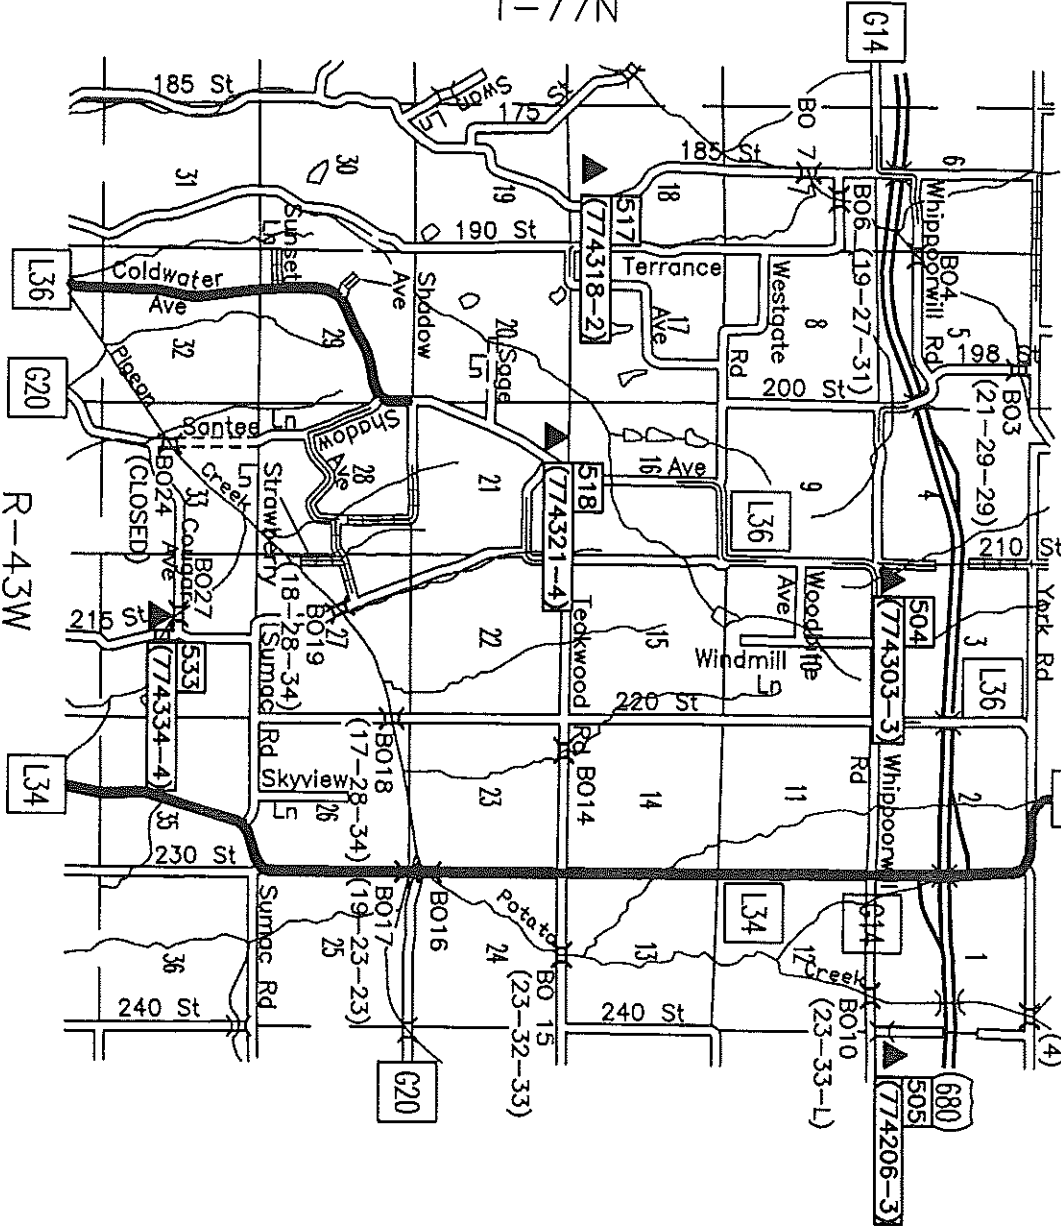 T-77N
G14
185 St
Swan
Ln
175 St
BO 7
185 St
6
Whippoorwill
Rd
BO4
5
198 St
BO3
(21-29-29)
BO6
(19-27-31)
31
30
19
18
517
(774318-2)
190 St
Sunset
Ln
Ave
Shadow
Terrance
Ave
17
Westgate
Rd
8
200 St
L36
Coldwater
Ave
32
29
20
Sage
Ln
G20
Pigeon
Creek
Santee Ln
Shadow
Ave
28
21
518
(774321-4)
16
Ave
9
L36
4
210 St
York Rd
BO24
(CLOSED)
33
Cougar
Ave
BO27
Strawberry
Ln
BO19
(18-28-34)
27
22
Teakwood Rd
15
Woodbine
Ave
10
Windmill
Ln
504
(774303-3)
3
L36
R-43W
215 St
533
(774334-4)
Sumac Rd
220 St
BO18
(17-28-34)
BO14
Whippoorwill
Rd
L34
35
Skyview
Ln
26
23
14
11
2
230 St
BO17
(19-23-23)
BO16
Potato
Creek
L34
G14
36
Sumac Rd
25
24
13
12
1
240 St
G20
BO 15
(23-32-33)
240 St
BO10
(23-33-L)
(4)
680
505
(774206-3)